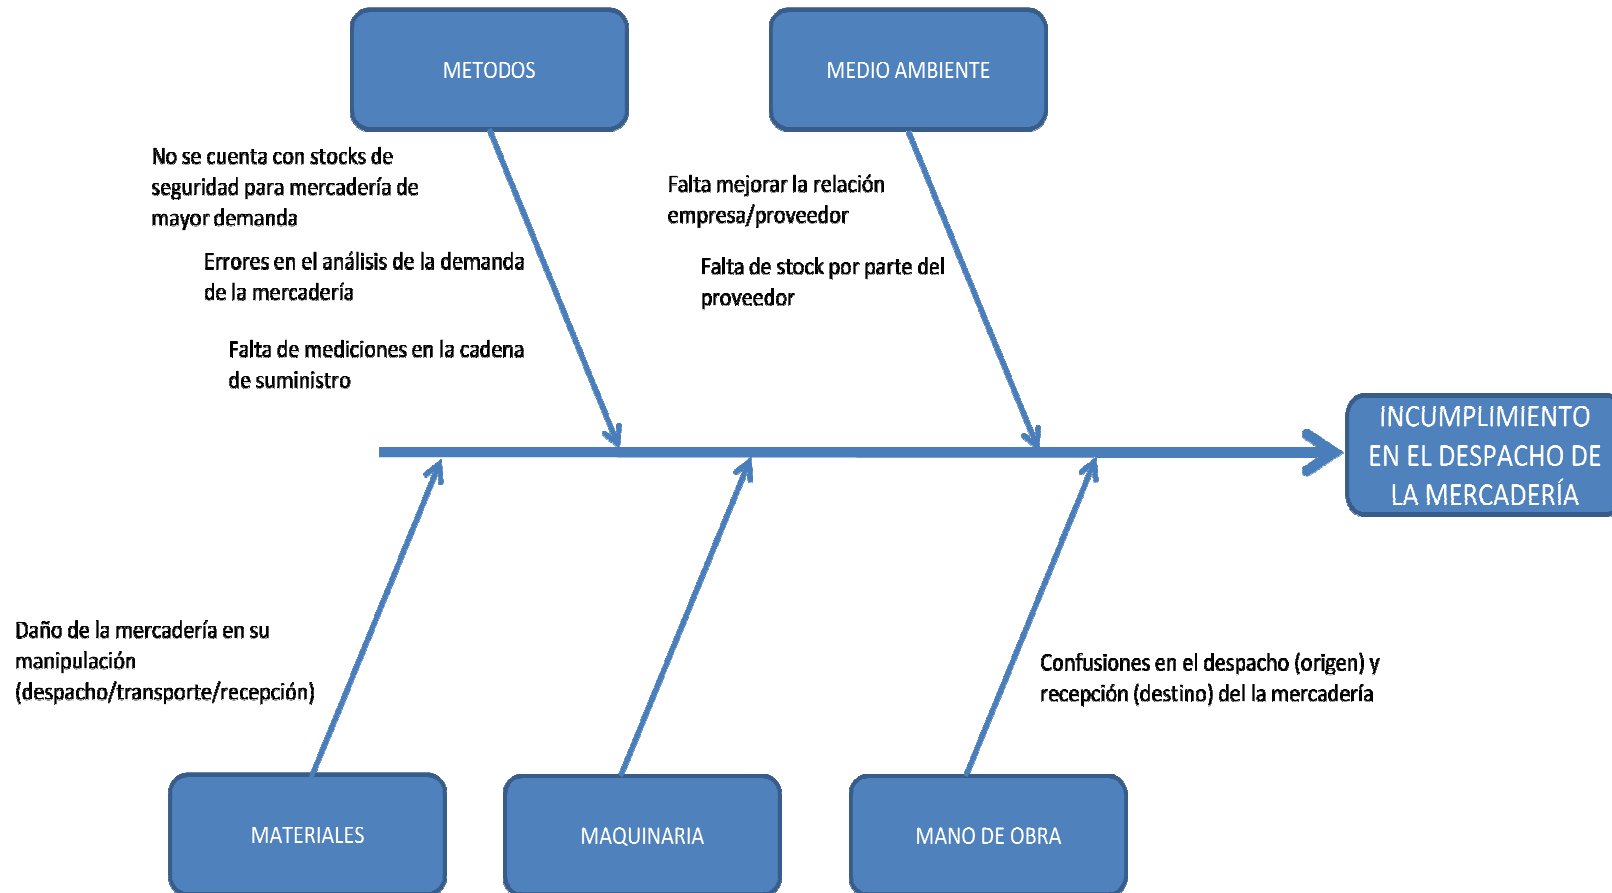 METODOS
MEDIO AMBIENTE
No se cuenta con stocks de
seguridad para mercadería de
mayor demanda
Errores en el análisis de la demanda
de la mercadería
Falta de mediciones en la cadena
de suministro
Falta mejorar la relación
empresa/proveedor
Falta de stock por parte del
proveedor
INCUMPLIMIENTO
EN EL DESPACHO DE
LA MERCADERÍA
Daño de la mercadería en su
manipulación
(despacho/transporte/recepción)
Confusiones en el despacho (origen) y
recepción (destino) del la mercadería
MATERIALES
MAQUINARIA
MANO DE OBRA